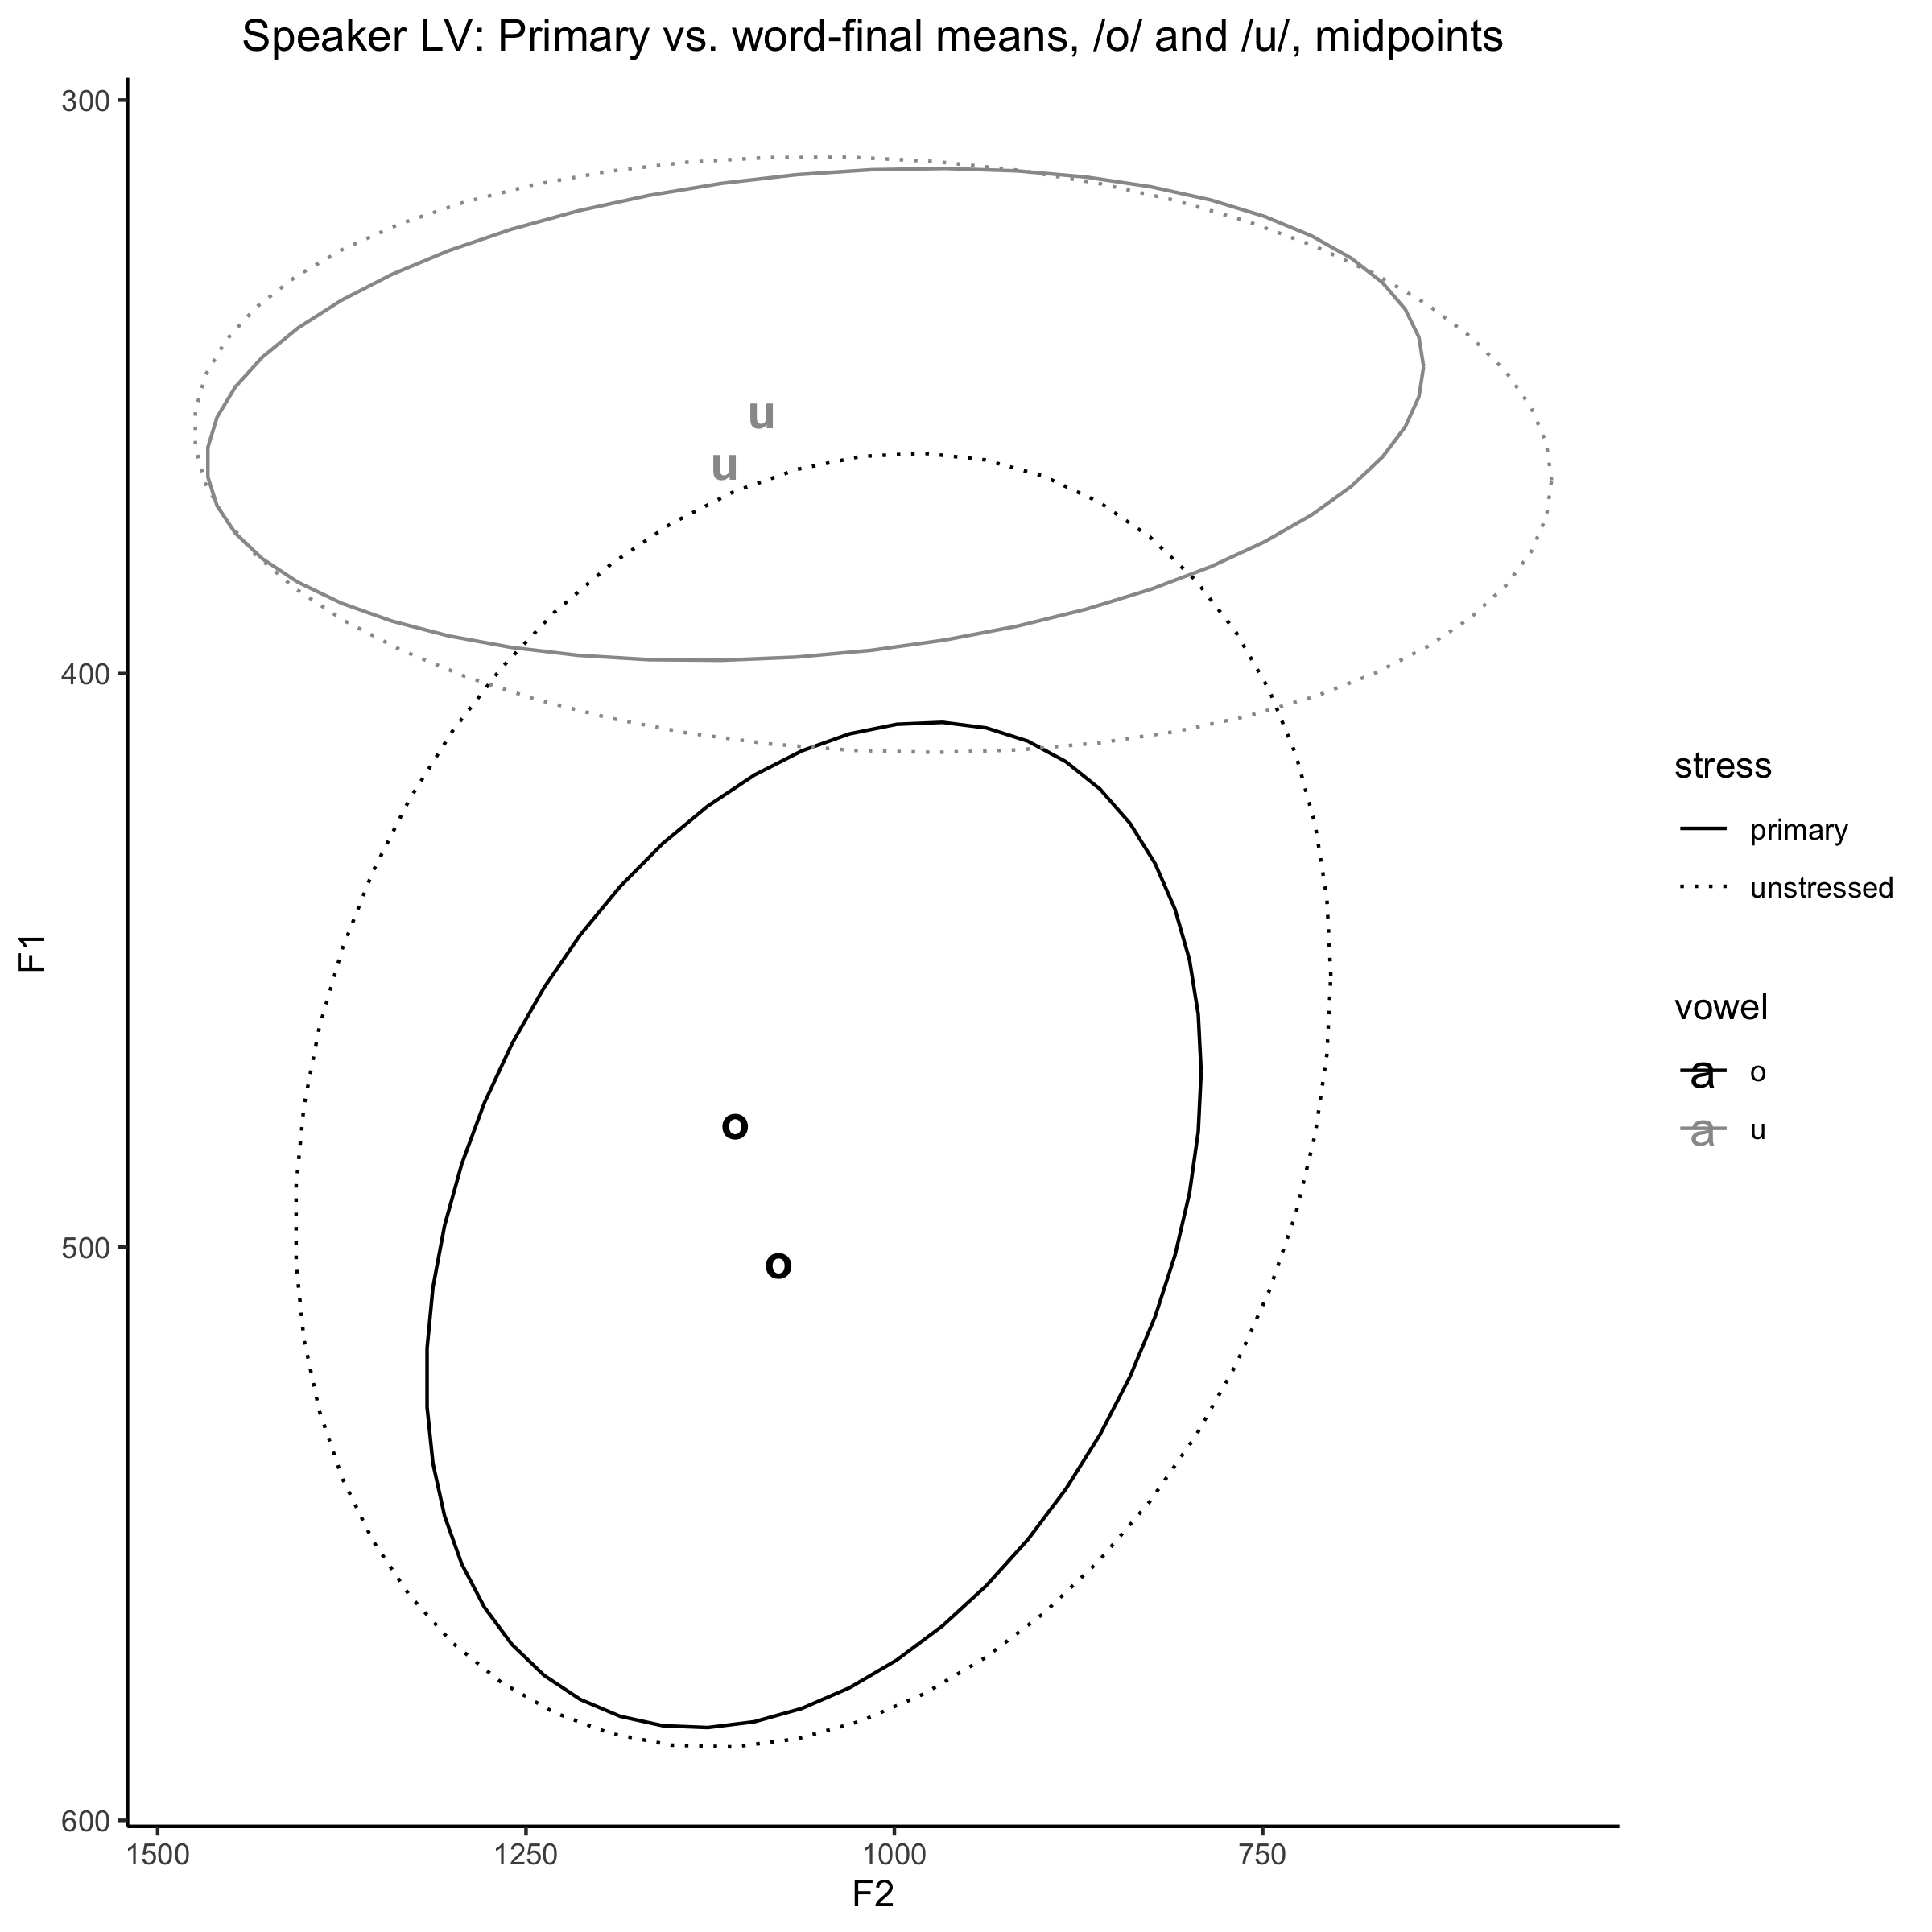 Speaker LV: Primary vs. word-final means, /o/ and /u/, midpoints
300
400
500
600
F1
u
u
o
o
1500
1250
1000
750
F2
stress
primary
unstressed
vowel
a o
a u